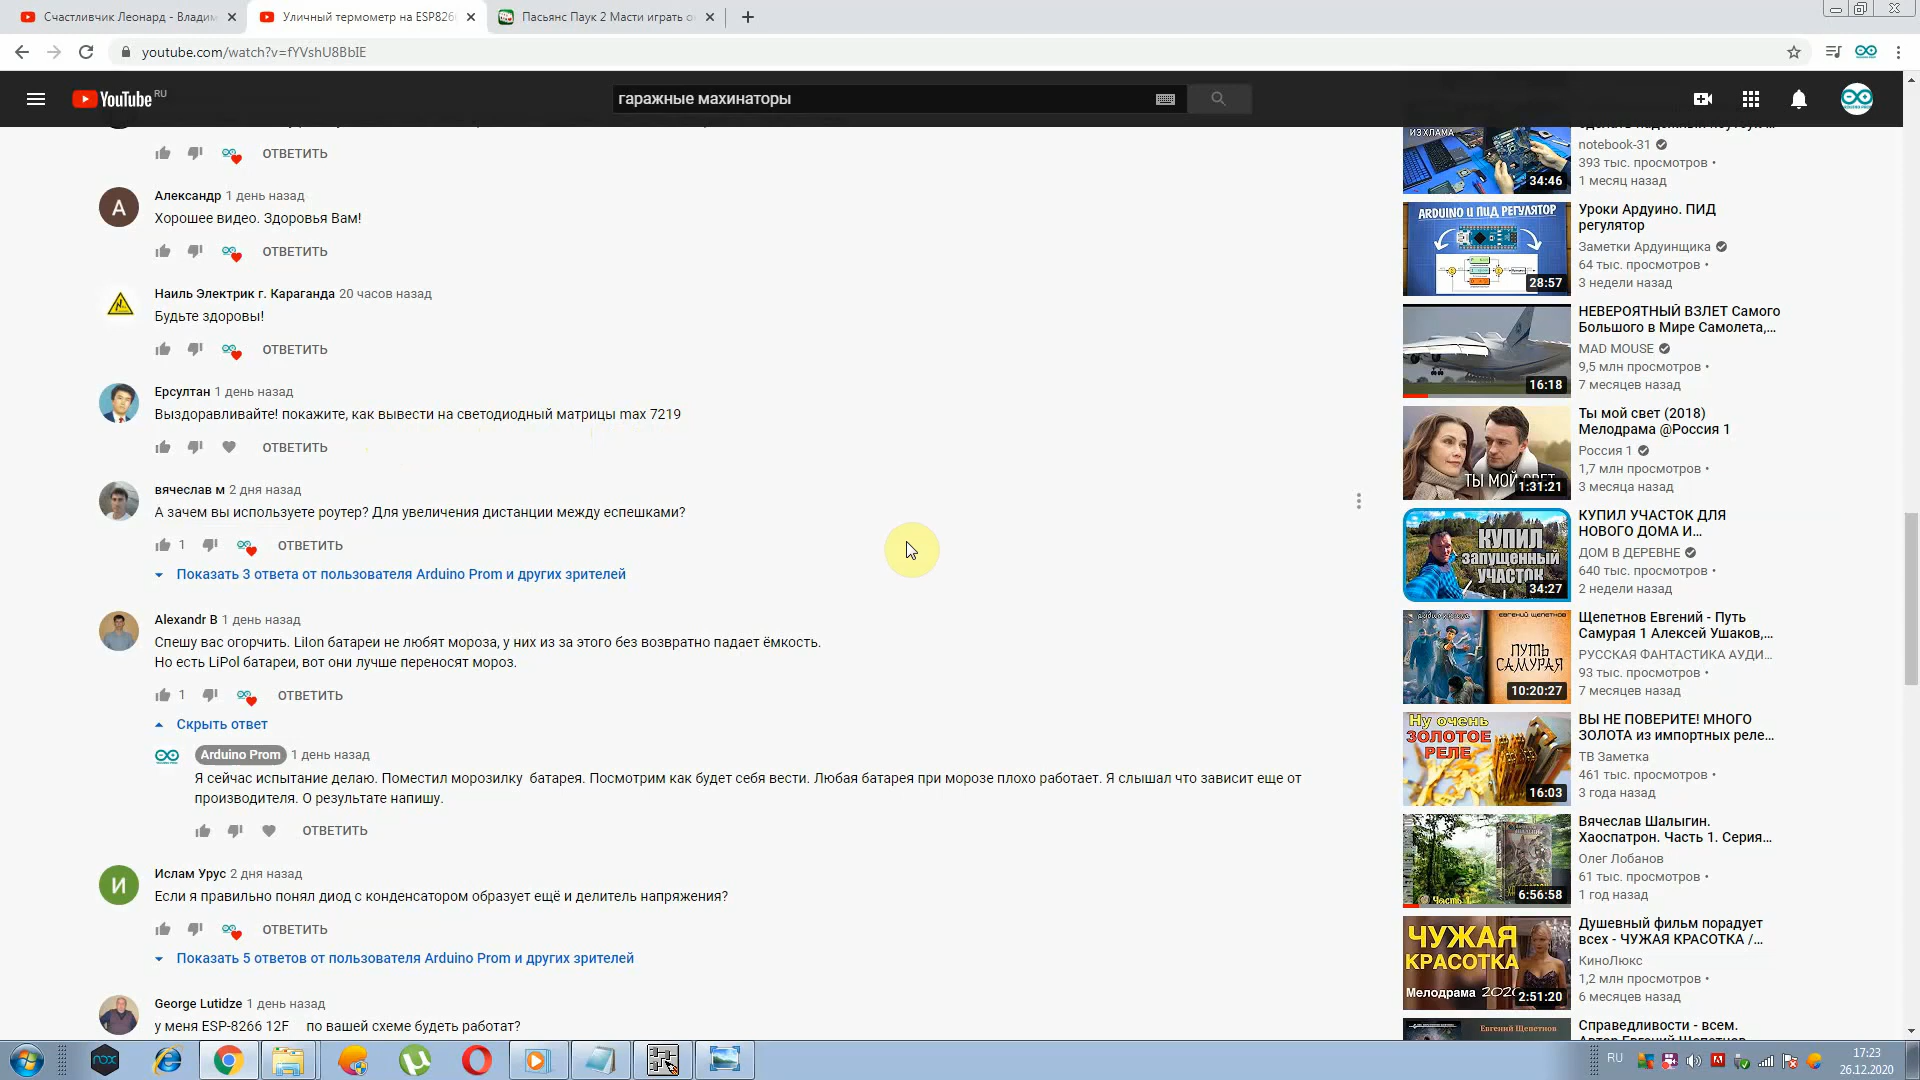 Счастливчик Леонард - Владим
Уличный термометр на ESP826
Пасьянс Паук 2 Масти играть о
youtube.com/watch?v=fYVshU8BbIE
YouTube RU
гаражные махинаторы
ОТВЕТИТЬ
Александр 1 день назад
Хорошее видео. Здоровья Вам!
ОТВЕТИТЬ
Наиль Электрик г. Караганда 20 часов назад
Будьте здоровы!
ОТВЕТИТЬ
Ерсултан 1 день назад
Выздоравливайте! покажите, как вывести на светодиодный матрицы max 7219
ОТВЕТИТЬ
вячеслав м 2 дня назад
А зачем вы используете роутер? Для увеличения дистанции между еспешками?
1 ОТВЕТИТЬ
Показать 3 ответа от пользователя Arduino Prom и других зрителей
Alexandr B 1 день назад
Спешу вас огорчить. LiIon батареи не любят мороза, у них из за этого без возвратно падает ёмкость.
Но есть LiPol батареи, вот они лучше переносят мороз.
1 ОТВЕТИТЬ
Скрыть ответ
Arduino Prom 1 день назад
Я сейчас испытание делаю. Поместил морозилку  батарея. Посмотрим как будет себя вести. Любая батарея при морозе плохо работает. Я слышал что зависит еще от
производителя. О результате напишу.
ОТВЕТИТЬ
А
И
Ислам Урус 2 дня назад
Если я правильно понял диод с конденсатором образует ещё и делитель напряжения?
ОТВЕТИТЬ
Показать 5 ответов от пользователя Arduino Prom и других зрителей
George Lutidze 1 день назад
у меня ESP-8266 12F    по вашей схеме будеть работат?
ИЗ ХЛАМА
34:46
notebook-31
393 тыс. просмотров •
1 месяц назад
ARDUINO И ПИД РЕГУЛЯТОР
28:57
Уроки Ардуино. ПИД
регулятор
Заметки Ардуинщика
64 тыс. просмотров •
3 недели назад
16:18
НЕВЕРОЯТНЫЙ ВЗЛЕТ Самого
Большого в Мире Самолета,...
MAD MOUSE
9,5 млн просмотров •
7 месяцев назад
ТЫ МОЙ СВЕТ
1:31:21
Ты мой свет (2018)
Мелодрама @Россия 1
Россия 1
1,7 млн просмотров •
3 месяца назад
КУПИЛ
запущенный
УЧАСТОК
34:27
КУПИЛ УЧАСТОК ДЛЯ
НОВОГО ДОМА И...
ДОМ В ДЕРЕВНЕ
640 тыс. просмотров •
2 недели назад
ЕВГЕНИЙ ЩЕПЕТНОВ
ПУТЬ
САМУРАЯ
10:20:27
Щепетнов Евгений - Путь
Самурая 1 Алексей Ушаков,...
РУССКАЯ ФАНТАСТИКА АУДИ...
93 тыс. просмотров •
7 месяцев назад
Ну очень
ЗОЛОТОЕ
РЕЛЕ
16:03
ВЫ НЕ ПОВЕРИТЕ! МНОГО
ЗОЛОТА из импортных реле...
ТВ Заметка
461 тыс. просмотров •
3 года назад
Часть 1
6:56:58
Вячеслав Шалыгин.
Хаоспатрон. Часть 1. Серия...
Олег Лобанов
61 тыс. просмотров •
1 год назад
ЧУЖАЯ
КРАСОТКА
Мелодрама 2020
2:51:20
Душевный фильм порадует
всех - ЧУЖАЯ КРАСОТКА /...
КиноЛюкс
1,2 млн просмотров •
6 месяцев назад
Евгений Щепетнов
Справедливости - всем.
nox
RU
17:23
26.12.2020